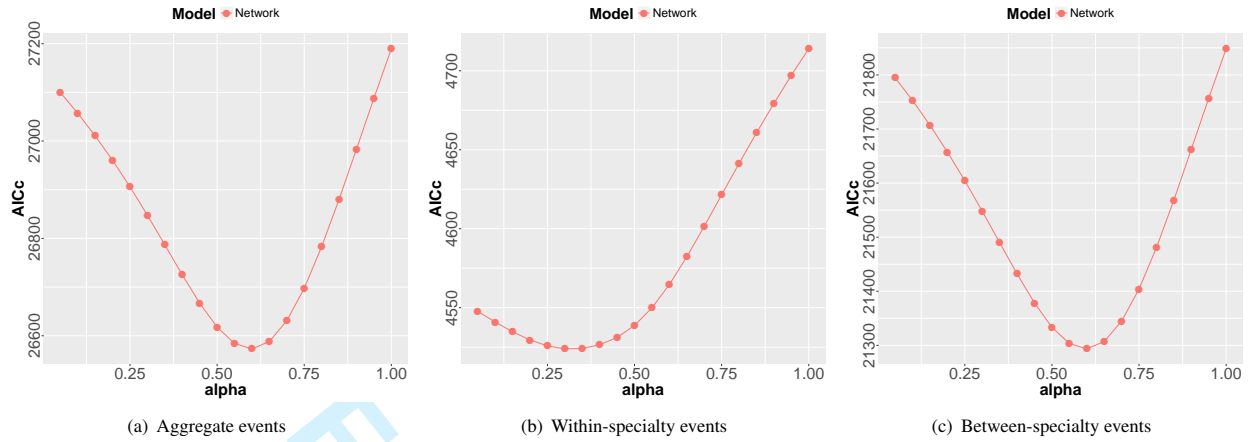 Model Network
27200
27000
26800
26600
AICc
0.25 0.50 0.75 1.00
alpha
(a) Aggregate events
Model Network
4700
4650
4600
4550
AICc
0.25 0.50 0.75 1.00
alpha
(b) Within-specialty events
Model Network
21800
21700
21600
21500
21400
21300
AICc
0.25 0.50 0.75 1.00
alpha
(c) Between-specialty events